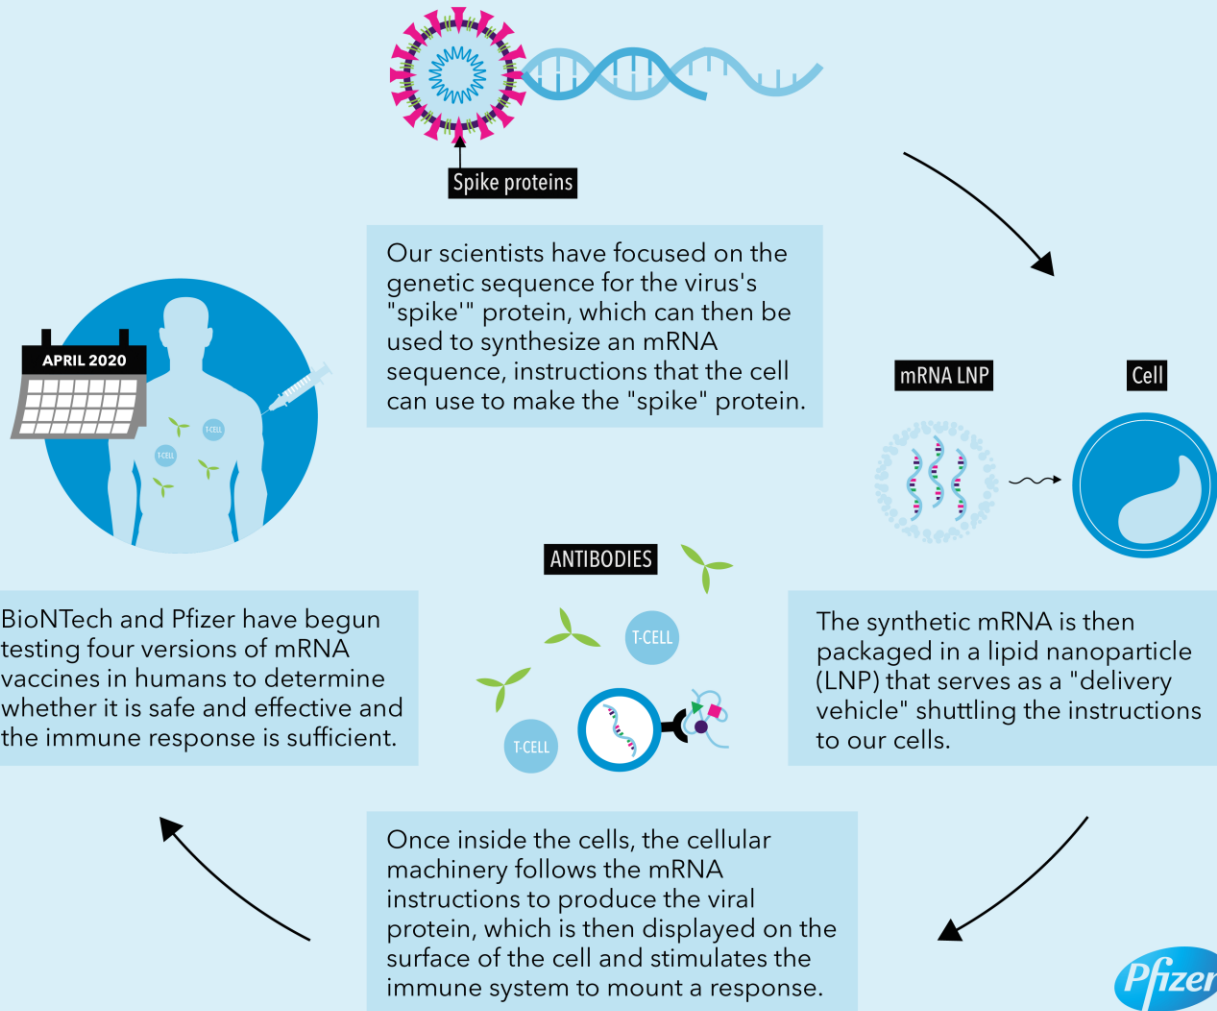 Spike proteins
Our scientists have focused on the
genetic sequence for the virus's
"spike'" protein, which can then be
used to synthesize an mRNA
sequence, instructions that the cell
can use to make the "spike" protein.
mRNA LNP
Cell
The synthetic mRNA is then
packaged in a lipid nanoparticle
(LNP) that serves as a "delivery
vehicle" shuttling the instructions
to our cells.
ANTIBODIES
T-CELL
T-CELL
Once inside the cells, the cellular
machinery follows the mRNA
instructions to produce the viral
protein, which is then displayed on the
surface of the cell and stimulates the
immune system to mount a response.
APRIL 2020
T-CELL
T-CELL
BioNTech and Pfizer have begun
testing four versions of mRNA
vaccines in humans to determine
whether it is safe and effective and
the immune response is sufficient.
Pfizer